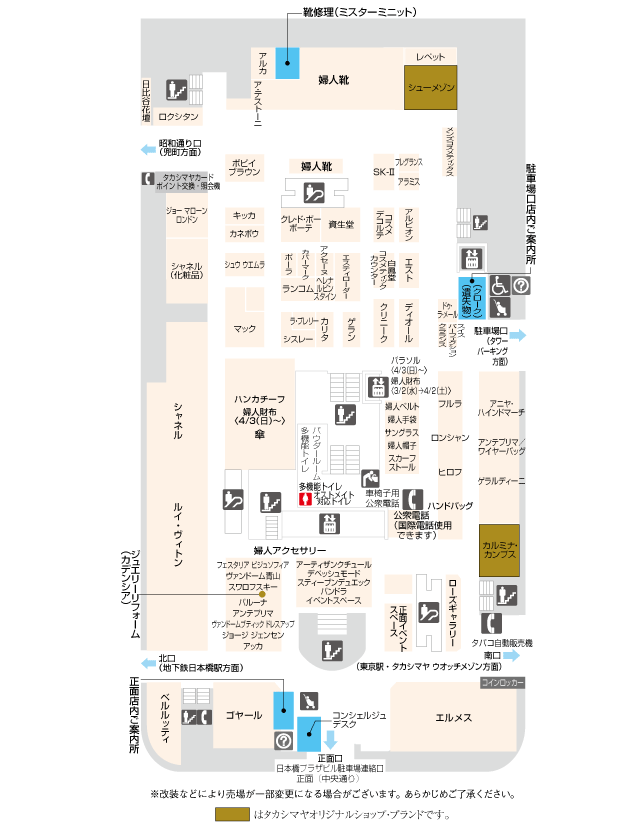 靴修理(ミスターミニット)
アルカ
ア・テストーニ
婦人靴
レペット
シューメゾン
日比谷花壇
ロクシタン
メンズコスメティックス
昭和通り口
(兜町方面)
ボビイ
ブラウン
婦人靴
SK-II
フレグランス
アラミス
駐車場口店内ご案内所
タカシマヤカード
ポイント交換・照会機
ジョー マローン
ロンドン
キッカ
カネボウ
クレ・ド・ポー
ボーテ
資生堂
コスメ
デコルテ
アルビオン
シャネル
(化粧品)
シュウ ウエムラ
ポーラ
カバーマーク
アクセーヌ
ヘレナ
ルビン
スタイン
ランコム
エスティローダー
コスメティック
カウンター
白鳳堂
エスト
(クローク)
(遺失物)
マック
ラ・プレリー
シスレー
カリタ
ゲラン
クリニーク
ディオール
ドゥ・
ラ・メール
スイス
パーフェクション
クラランス
駐車場口
(タワー
パーキング
方面)
パラソル
〈4/3(日)〜〉
婦人財布
〈3/2(水)→4/2(土)〉
シャネル
ハンカチーフ
婦人財布
〈4/3(日)〜〉
傘
パウダールーム
多機能トイレ
婦人ベルト
婦人手袋
サングラス
婦人帽子
スカーフ
ストール
フルラ
ロンシャン
ヒロフ
ハンドバッグ
アニヤ・
ハインドマーチ
アンテプリマ/
ワイヤーバッグ
ゲラルディーニ
ルイ・ヴィトン
多機能トイレ
オストメイト
対応トイレ
車椅子用
公衆電話
公衆電話
(国際電話使用
できます)
カルミナ・
カンプス
ジュエリーリフォーム
(カデンシア)
婦人アクセサリー
フェスタリア ビジュソフィア
ヴァンドーム青山
スワロフスキー
バルーナ
アンテプリマ
ヴァンドームブティック ドレスアップ
ジョージ ジェンセン
アッカ
アーティザンクチュール
デペッシュモード
スティーブンデュエック
パンドラ
イベントスペース
正面イベント
スペース
ローズギャラリー
タバコ自動販売機
北口
(地下鉄日本橋駅方面)
南口
(東京駅・タカシマヤ ウオッチメゾン方面)
コインロッカー
正面店内ご案内所
ベルルッティ
ゴヤール
コンシェルジュ
デスク
エルメス
正面口
日本橋プラザビル駐車場連絡口
正面(中央通り)
※改装などにより売場が一部変更になる場合がございます。あらかじめご了承ください。
はタカシマヤオリジナルショップ・ブランドです。